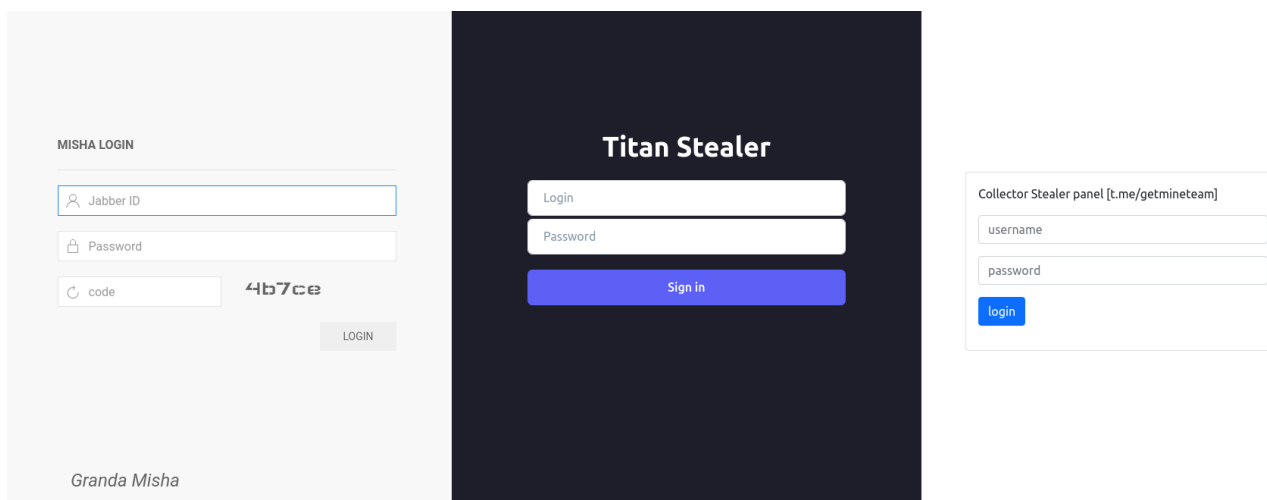 MISHA LOGIN
Jabber ID
Password
code
4b7ce
LOGIN
Granda Misha
Titan Stealer
Login
Password
Sign in
Collector Stealer panel [t.me/getmineteam]
username
password
login